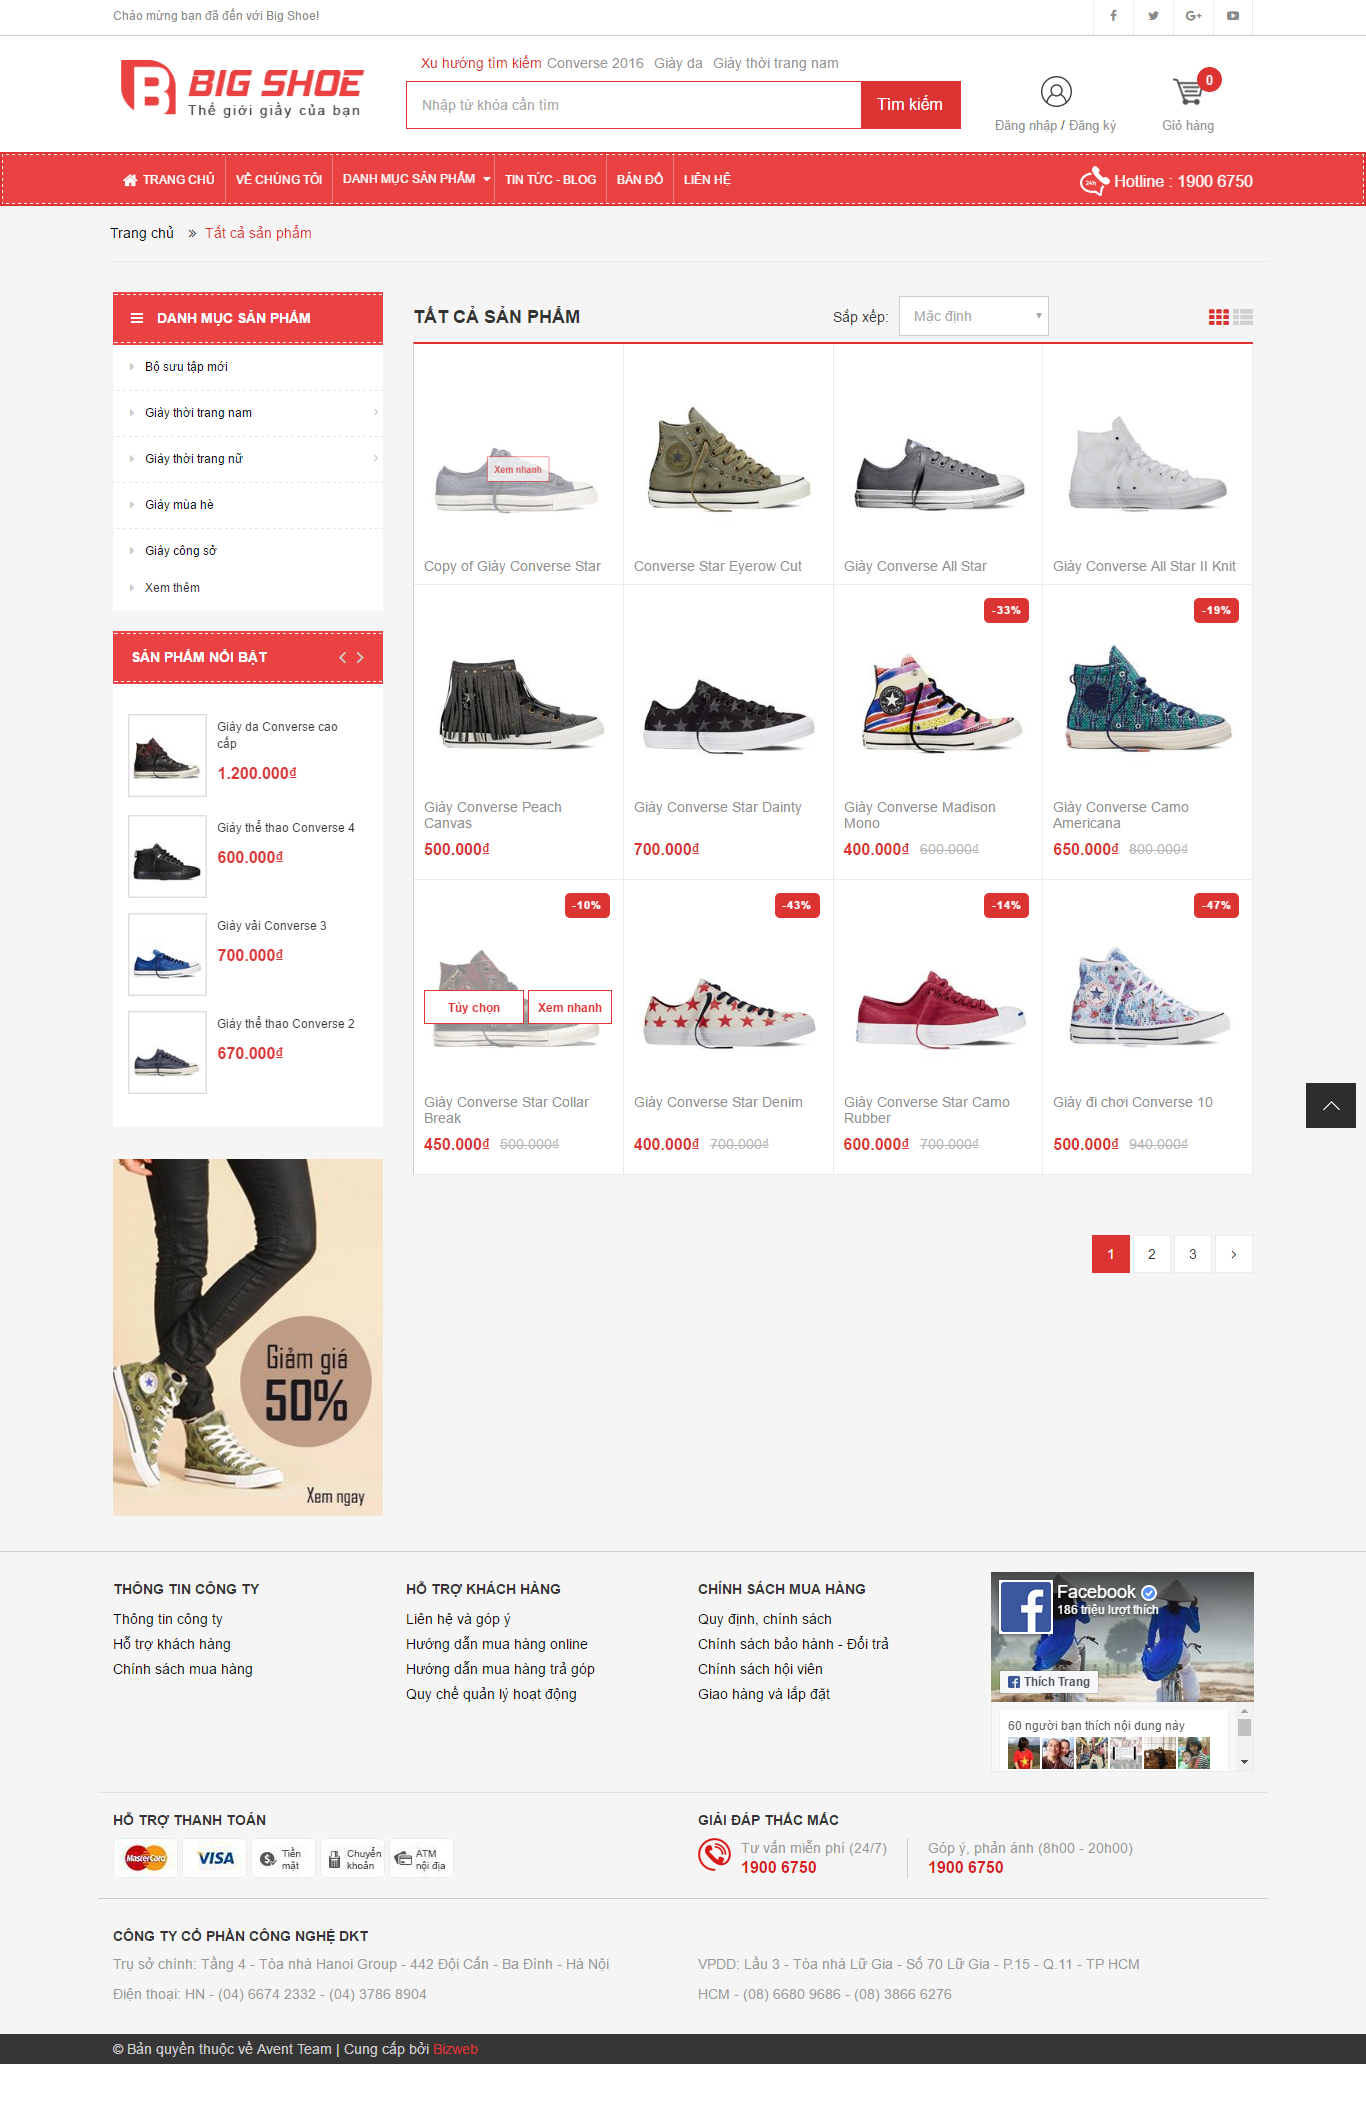 Chào mừng bạn đã đến với Big Shoe!
BIG SHOE
Thế giới giầy của bạn
Xu hướng tìm kiếm Converse 2016 Giày da Giày thời trang nam
Nhập từ khóa cần tìm
Tìm kiếm
0
Đăng nhập / Đăng ký
Giỏ hàng
TRANG CHỦ
VỀ CHÚNG TÔI
DANH MỤC SẢN PHẨM
TIN TỨC - BLOG
BẢN ĐỒ
LIÊN HỆ
24h
Hotline : 1900 6750
Trang chủ » Tất cả sản phẩm
DANH MỤC SẢN PHẨM
Bộ sưu tập mới
Giày thời trang nam
Giày thời trang nữ
Giày mùa hè
Giày công sở
Xem thêm
SẢN PHẨM NỔI BẬT
Giày da Converse cao
cấp
1.200.000₫
Giày thể thao Converse 4
600.000₫
Giày vải Converse 3
700.000₫
Giày thể thao Converse 2
670.000₫
Giảm giá
50%
Xem ngay
TẤT CẢ SẢN PHẨM
Sắp xếp:
Mặc định
Xem nhanh
Copy of Giày Converse Star
Converse Star Eyerow Cut
Giày Converse All Star
Giày Converse All Star II Knit
-33%
-19%
Giày Converse Peach
Canvas
500.000₫
Giày Converse Star Dainty
700.000₫
Giày Converse Madison
Mono
400.000₫ 600.000₫
Giày Converse Camo
Americana
650.000₫ 800.000₫
-10%
-43%
-14%
-47%
Tùy chọn
Xem nhanh
Giày Converse Star Collar
Break
450.000₫ 500.000₫
Giày Converse Star Denim
400.000₫ 700.000₫
Giày Converse Star Camo
Rubber
600.000₫ 700.000₫
Giày đi chơi Converse 10
500.000₫ 940.000₫
1 2 3
THÔNG TIN CÔNG TY
Thông tin công ty
Hỗ trợ khách hàng
Chính sách mua hàng
HỖ TRỢ KHÁCH HÀNG
Liên hệ và góp ý
Hướng dẫn mua hàng online
Hướng dẫn mua hàng trả góp
Quy chế quản lý hoạt động
CHÍNH SÁCH MUA HÀNG
Quy định, chính sách
Chính sách bảo hành - Đổi trả
Chính sách hội viên
Giao hàng và lắp đặt
Facebook
186 triệu lượt thích
Thích Trang
60 người bạn thích nội dung này
HỖ TRỢ THANH TOÁN
MasterCard
VISA
Tiền
mặt
Chuyển
khoản
ATM
nội địa
GIẢI ĐÁP THẮC MẮC
Tư vấn miễn phí (24/7)
1900 6750
Góp ý, phản ánh (8h00 - 20h00)
1900 6750
CÔNG TY CỔ PHẦN CÔNG NGHỆ DKT
Trụ sở chính: Tầng 4 - Tòa nhà Hanoi Group - 442 Đội Cấn - Ba Đình - Hà Nội
Điện thoại: HN - (04) 6674 2332 - (04) 3786 8904
VPDD: Lầu 3 - Tòa nhà Lữ Gia - Số 70 Lữ Gia - P.15 - Q.11 - TP HCM
HCM - (08) 6680 9686 - (08) 3866 6276
© Bản quyền thuộc về Avent Team | Cung cấp bởi Bizweb